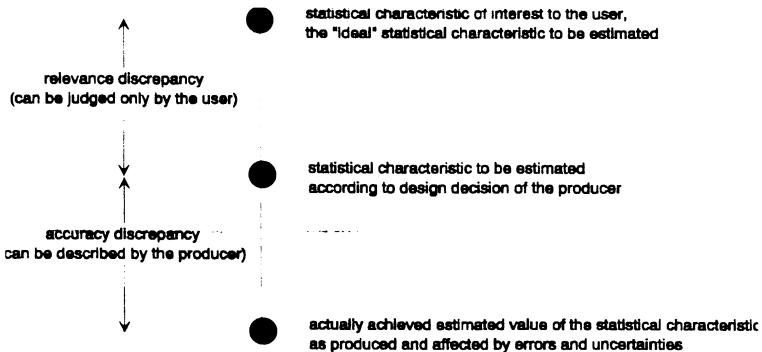 statistical characteristic of interest to the user,
the "ideal" statistical characteristic to be estimated
relevance discrepancy
(can be judged only by the user)
statistical characteristic to be estimated
according to design decision of the producer
accuracy discrepancy
can be described by the producer)
actually achieved estimated value of the statistical characteristic
as produced and affected by errors and uncertainties